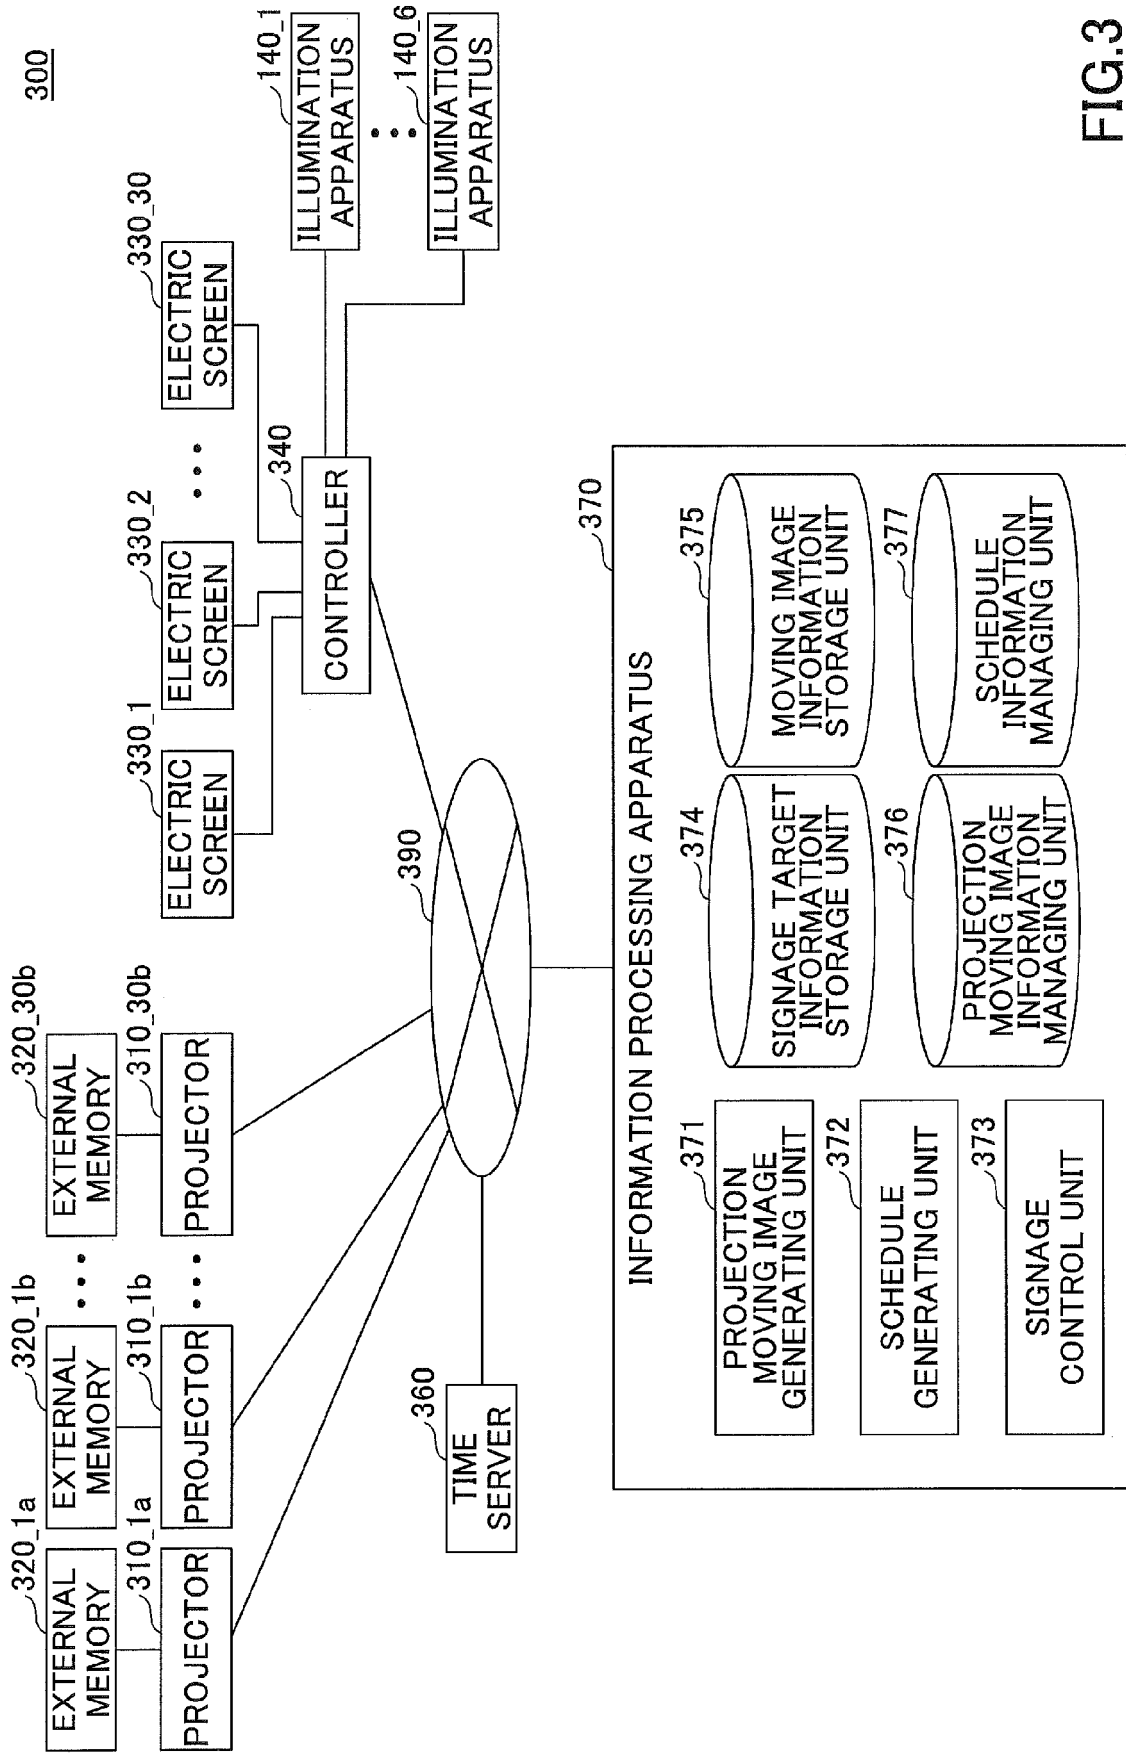 300
320_1a
320_1b
320_30b
EXTERNAL
MEMORY
EXTERNAL
MEMORY
EXTERNAL
MEMORY
310_1a
310_1b
310_30b
PROJECTOR
PROJECTOR
PROJECTOR
330_1
330_2
330_30
ELECTRIC
SCREEN
ELECTRIC
SCREEN
ELECTRIC
SCREEN
340
CONTROLLER
140_1
ILLUMINATION
APPARATUS
140_6
ILLUMINATION
APPARATUS
390
360
TIME
SERVER
370
INFORMATION PROCESSING APPARATUS
371
PROJECTION
MOVING IMAGE
GENERATING UNIT
372
SCHEDULE
GENERATING UNIT
373
SIGNAGE
CONTROL UNIT
374
SIGNAGE TARGET
INFORMATION
STORAGE UNIT
375
MOVING IMAGE
INFORMATION
STORAGE UNIT
376
PROJECTION
MOVING IMAGE
INFORMATION
MANAGING UNIT
377
SCHEDULE
INFORMATION
MANAGING UNIT
FIG.3